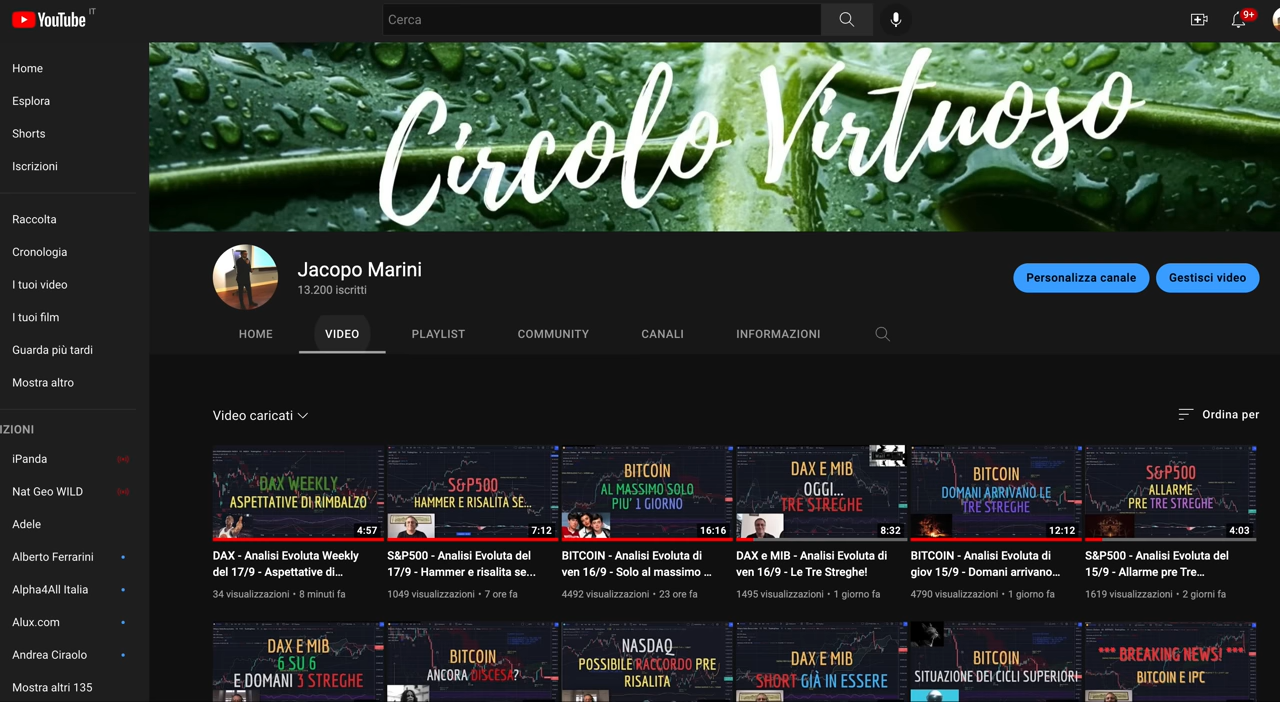 YouTube IT
Cerca
9+
Home
Esplora
Shorts
Iscrizioni
Raccolta
Cronologia
I tuoi video
I tuoi film
Guarda più tardi
Mostra altro
IZIONI
iPanda
Nat Geo WILD
Adele
Alberto Ferrarini
Alpha4All Italia
Alux.com
Andrea Ciraolo
Mostra altri 135
Circolo Virtuoso
Jacopo Marini
13.200 iscritti
Personalizza canale
Gestisci video
HOME VIDEO PLAYLIST COMMUNITY CANALI INFORMAZIONI
Video caricati
Ordina per
DAX WEEKLY
ASPETTATIVE DI RIMBALZO
4:57
DAX - Analisi Evoluta Weekly
del 17/9 - Aspettative di...
34 visualizzazioni • 8 minuti fa
S&P500
HAMMER E RISALITA SE...
7:12
S&P500 - Analisi Evoluta del
17/9 - Hammer e risalita se...
1049 visualizzazioni • 7 ore fa
BITCOIN
AL MASSIMO SOLO
PIU' 1 GIORNO
16:16
BITCOIN - Analisi Evoluta di
ven 16/9 - Solo al massimo ...
4492 visualizzazioni • 23 ore fa
DAX E MIB
OGGI...
TRE STREGHE
8:32
DAX e MIB - Analisi Evoluta di
ven 16/9 - Le Tre Streghe!
1495 visualizzazioni • 1 giorno fa
BITCOIN
DOMANI ARRIVANO LE
TRE STREGHE
12:12
BITCOIN - Analisi Evoluta di
giov 15/9 - Domani arrivano...
4790 visualizzazioni • 1 giorno fa
S&P500
ALLARME
PRE TRE STREGHE
4:03
S&P500 - Analisi Evoluta del
15/9 - Allarme pre Tre...
1619 visualizzazioni • 2 giorni fa
DAX E MIB
6 SU 6
E DOMANI 3 STREGHE
BITCOIN
ANCORA DISCESA?
NASDAQ
POSSIBILE RACCORDO PRE
RISALITA
DAX E MIB
SHORT GIÀ IN ESSERE
BITCOIN
SITUAZIONE DEI CICLI SUPERIORI
*** BREAKING NEWS! ***
BITCOIN E IPC